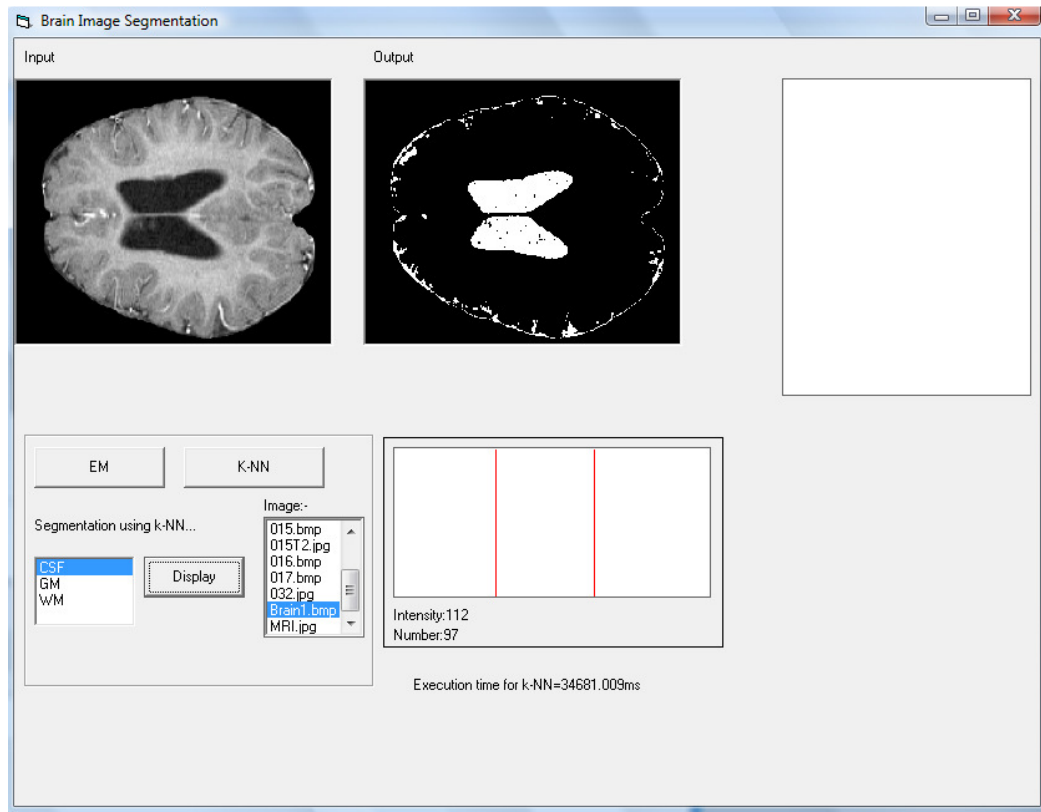 Brain Image Segmentation
Input
Output
EM
K-NN
Segmentation using k-NN...
CSF
GM
WM
Display
Image:-
015.bmp
015T2.jpg
016.bmp
017.bmp
032.jpg
Brain1.bmp
MRI.jpg
Intensity:112
Number:97
Execution time for k-NN=34681.009ms